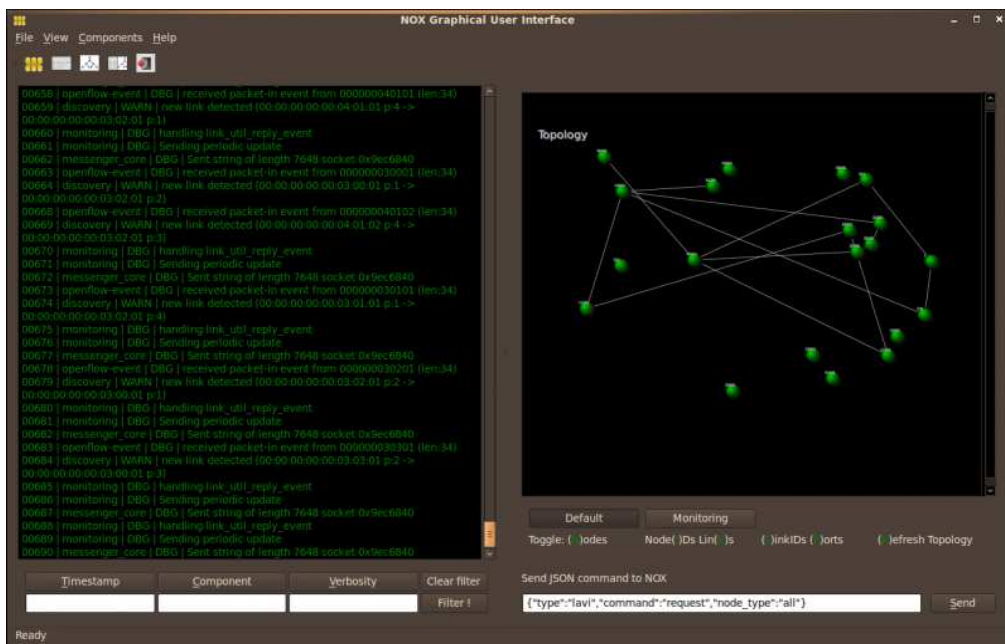 NOX Graphical User Interface
File View Components Help
00658 | openflow-event | DBG | received packet-in event from 000000040101 (len:34)
00659 | discovery | WARN | new link detected (00:00:00:00:00:04:01:01 p:4 ->
00:00:00:00:00:03:02:01 p:1)
00660 | monitoring | DBG | handling link_util_reply_event
00661 | monitoring | DBG | Sending periodic update
00662 | messenger_core | DBG | Sent string of length 7648 socket 0x9ec6840
00663 | openflow-event | DBG | received packet-in event from 000000030001 (len:34)
00664 | discovery | WARN | new link detected (00:00:00:00:00:03:00:01 p:1 ->
00:00:00:00:00:03:02:01 p:2)
00668 | openflow-event | DBG | received packet-in event from 000000040102 (len:34)
00669 | discovery | WARN | new link detected (00:00:00:00:00:04:01:02 p:4 ->
00:00:00:00:00:03:02:01 p:3)
00670 | monitoring | DBG | handling link_util_reply_event
00671 | monitoring | DBG | Sending periodic update
00672 | messenger_core | DBG | Sent string of length 7648 socket 0x9ec6840
00673 | openflow-event | DBG | received packet-in event from 000000030101 (len:34)
00674 | discovery | WARN | new link detected (00:00:00:00:00:03:01:01 p:1 ->
00:00:00:00:00:03:02:01 p:4)
00675 | monitoring | DBG | handling link_util_reply_event
00676 | monitoring | DBG | Sending periodic update
00677 | messenger_core | DBG | Sent string of length 7648 socket 0x9ec6840
00678 | openflow-event | DBG | received packet-in event from 000000030201 (len:34)
00679 | discovery | WARN | new link detected (00:00:00:00:00:03:02:01 p:2 ->
00:00:00:00:00:03:00:01 p:1)
00680 | monitoring | DBG | handling link_util_reply_event
00681 | monitoring | DBG | Sending periodic update
00682 | messenger_core | DBG | Sent string of length 7648 socket 0x9ec6840
00683 | openflow-event | DBG | received packet-in event from 000000030301 (len:34)
00684 | discovery | WARN | new link detected (00:00:00:00:00:03:03:01 p:2 ->
00:00:00:00:00:03:00:01 p:3)
00685 | monitoring | DBG | handling link_util_reply_event
00686 | monitoring | DBG | Sending periodic update
00687 | messenger_core | DBG | Sent string of length 7648 socket 0x9ec6840
00688 | monitoring | DBG | handling link_util_reply_event
00689 | monitoring | DBG | Sending periodic update
00690 | messenger_core | DBG | Sent string of length 7648 socket 0x9ec6840
Timestamp Component Verbosity Clear filter
Filter !
Topology
Default Monitoring
Toggle: ( )odes Node( )Ds Lin( )s ( )inkIDs ( )orts ( )efresh Topology
Send JSON command to NOX
{"type":"lavi","command":"request","node_type":"all"} Send
Ready